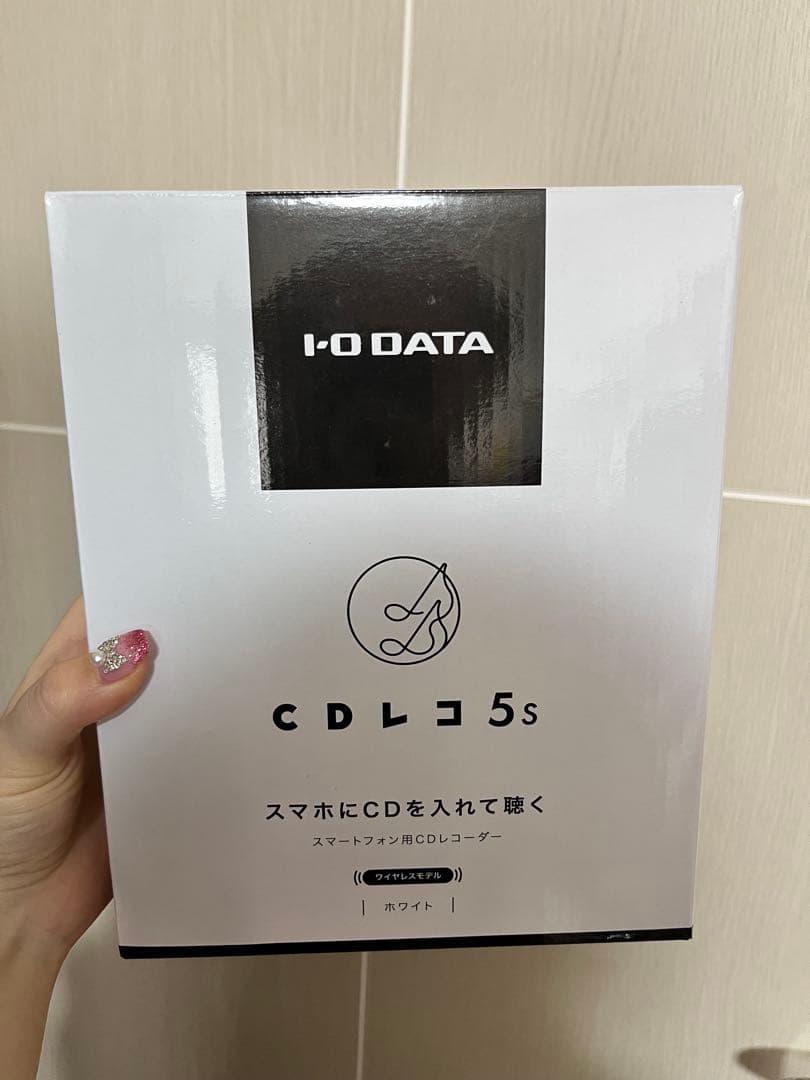 I-O DATA
CDレコ5s
スマホにCDを入れて聴く
スマートフォン用CDレコーダー
ワイヤレスモデル
ホワイト